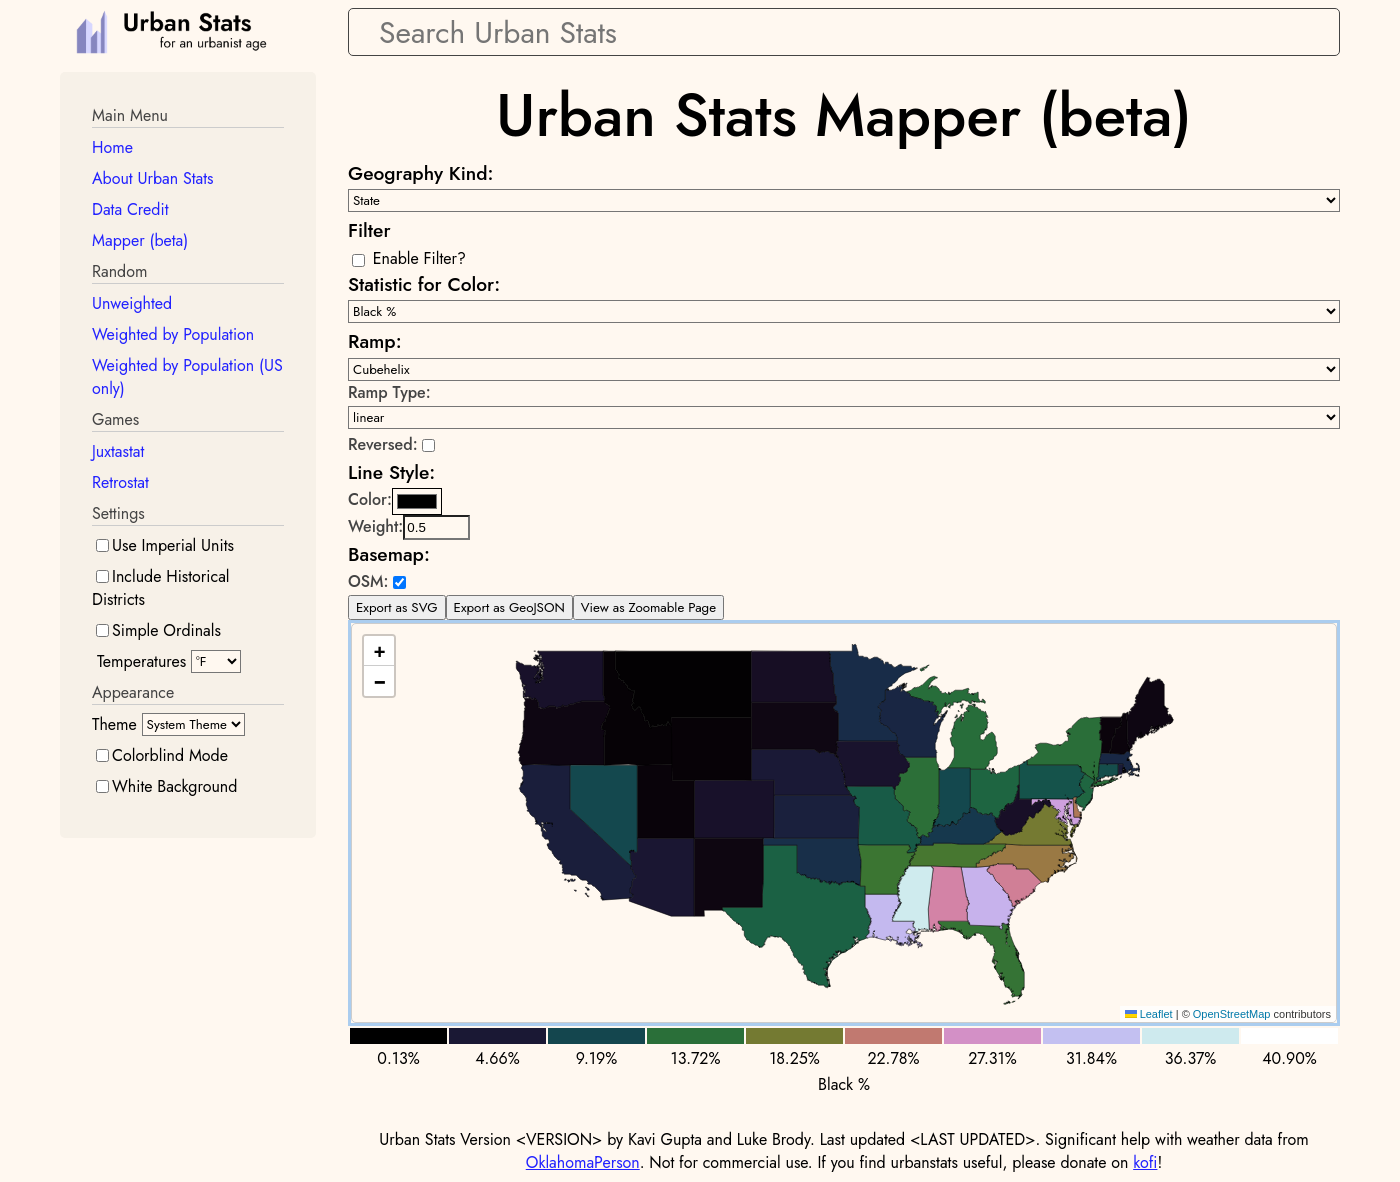 Urban Stats
for an urbanist age
Search Urban Stats
Main Menu
Home
About Urban Stats
Data Credit
Mapper (beta)
Random
Unweighted
Weighted by Population
Weighted by Population (US
only)
Games
Juxtastat
Retrostat
Settings
Use Imperial Units
Include Historical
Districts
Simple Ordinals
Temperatures °F
Appearance
Theme System Theme
Colorblind Mode
White Background
Urban Stats Mapper (beta)
Geography Kind:
State
Filter
Enable Filter?
Statistic for Color:
Black %
Ramp:
Cubehelix
Ramp Type:
linear
Reversed:
Line Style:
Color:
Weight: 0.5
Basemap:
OSM:
Export as SVG Export as GeoJSON View as Zoomable Page
+
−
Leaflet | © OpenStreetMap contributors
0.13% 4.66% 9.19% 13.72% 18.25% 22.78% 27.31% 31.84% 36.37% 40.90%
Black %
Urban Stats Version <VERSION> by Kavi Gupta and Luke Brody. Last updated <LAST UPDATED>. Significant help with weather data from
OklahomaPerson. Not for commercial use. If you find urbanstats useful, please donate on kofi!